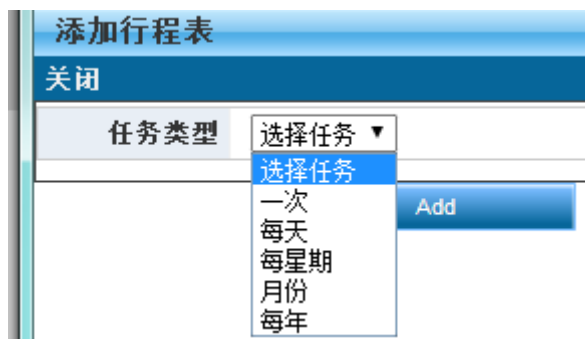 添加行程表
关闭
任务类型 选择任务 ▼
选择任务
一次
Add
每天
每星期
月份
每年